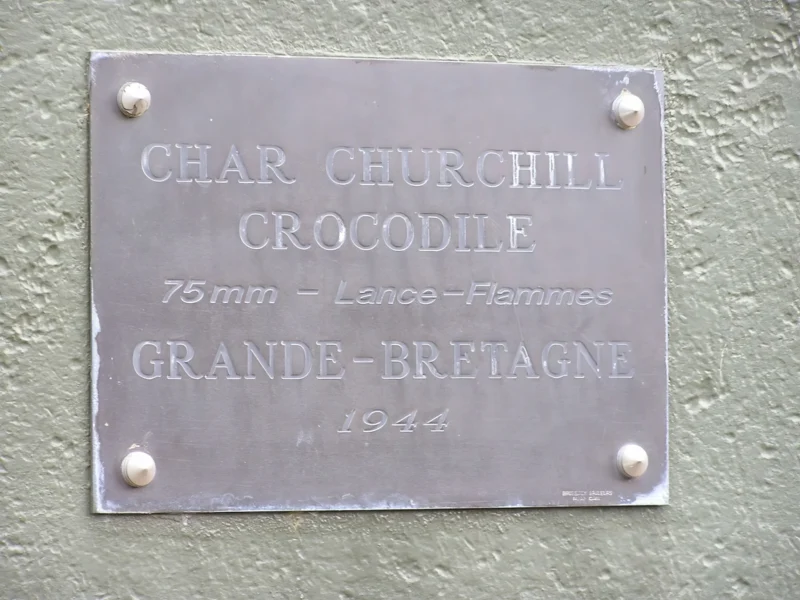 CHAR CHURCHILL
CROCODILE
75mm - Lance-Flammes
GRANDE-BRETAGNE
1944